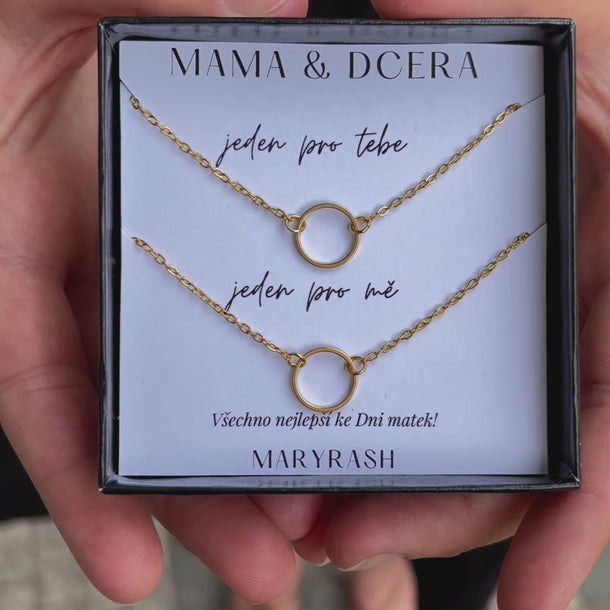 MAMA & DCERA
jeden pro tebe
jeden pro mě
Všechno nejlepší ke Dni matek!
MARYRASH